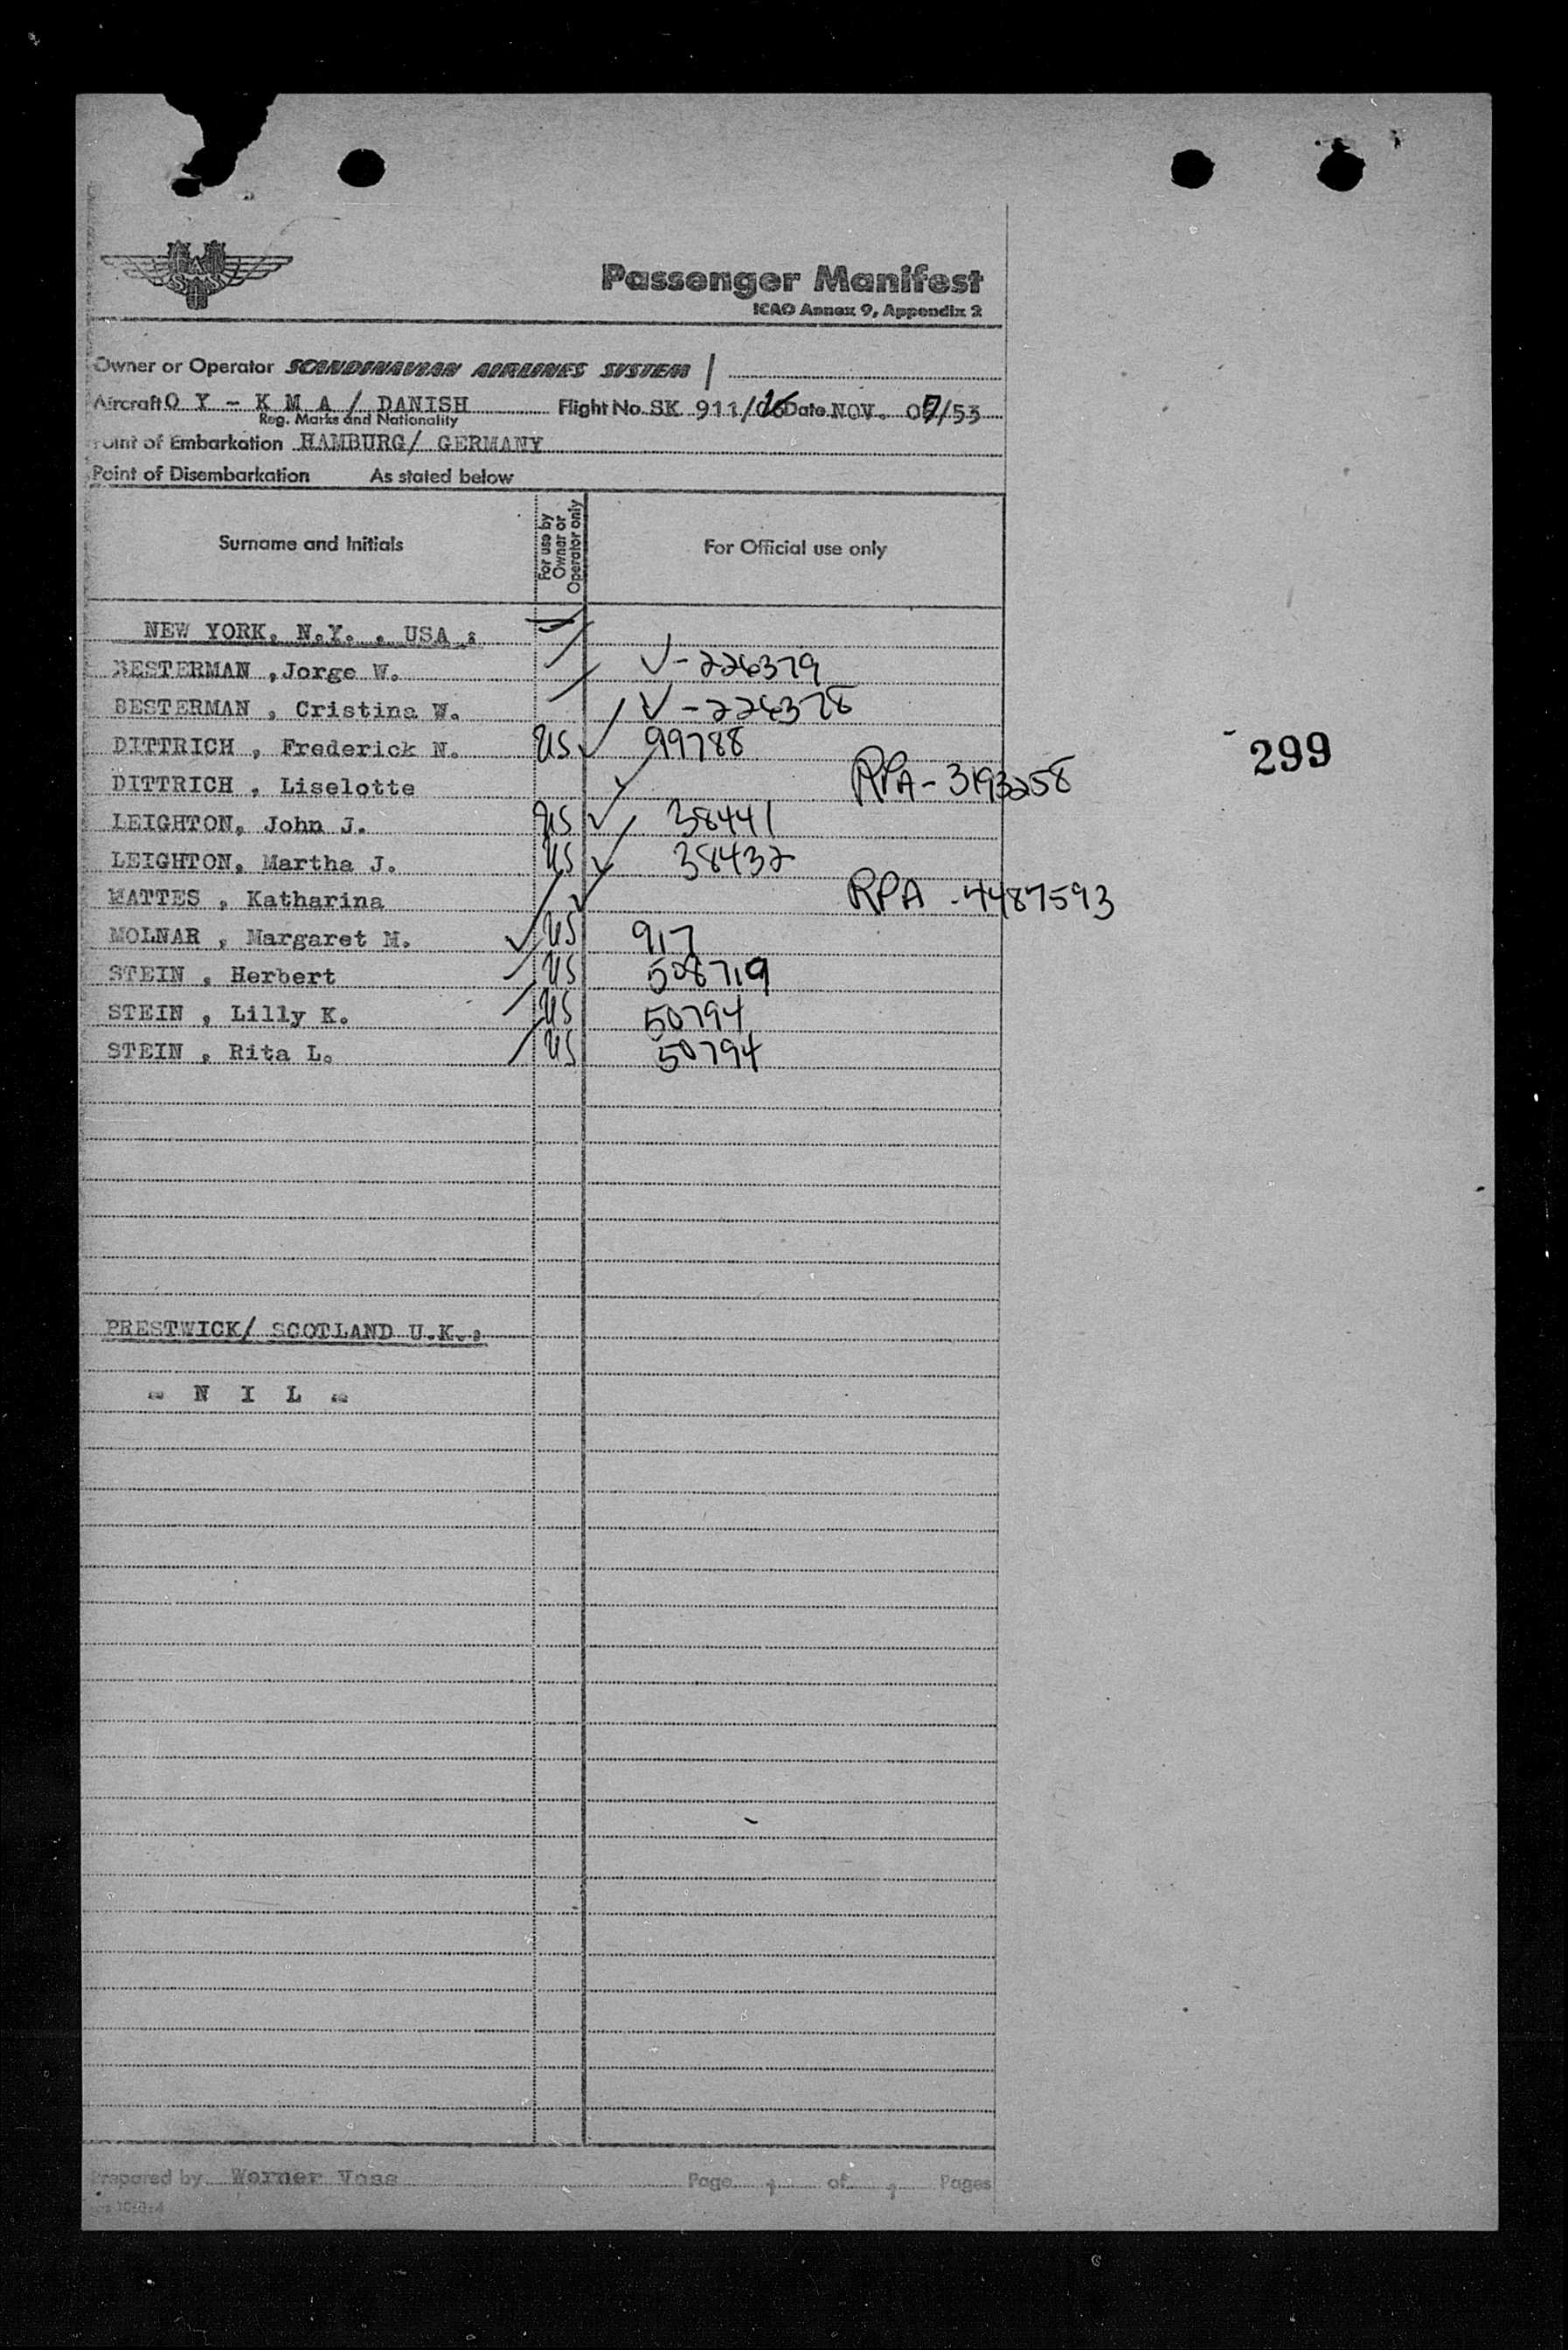 SAS
Passenger Manifest
ICAO Annex 9, Appendix 2
Owner or Operator SCANDINAVIAN AIRLINES SYSTEM
Aircraft O Y - K M A / DANISH Flight No. SK 911/ Date NOV. 07/53
Reg. Marks and Nationality
Point of Embarkation HAMBURG/ GERMANY
Point of Disembarkation As stated below
Surname and Initials For use by Owner or Operator only For Official use only
NEW YORK, N.Y. , USA :
BESTERMAN , Jorge W. V - 226379
BESTERMAN , Cristina W. V - 226378
DITTRICH , Frederick N. US 99788
DITTRICH , Liselotte RPA - 3193258
299
LEIGHTON, John J. US 38441
LEIGHTON, Martha J. US 38432
MATTES , Katharina RPA - 4487593
MOLNAR , Margaret M. US 917
STEIN , Herbert US 508719
STEIN , Lilly K. US 50794
STEIN , Rita L. US 50794
PRESTWICK/ SCOTLAND U.K. :
- N I L -
Prepared by Werner Voss Page 1 of 1 Pages